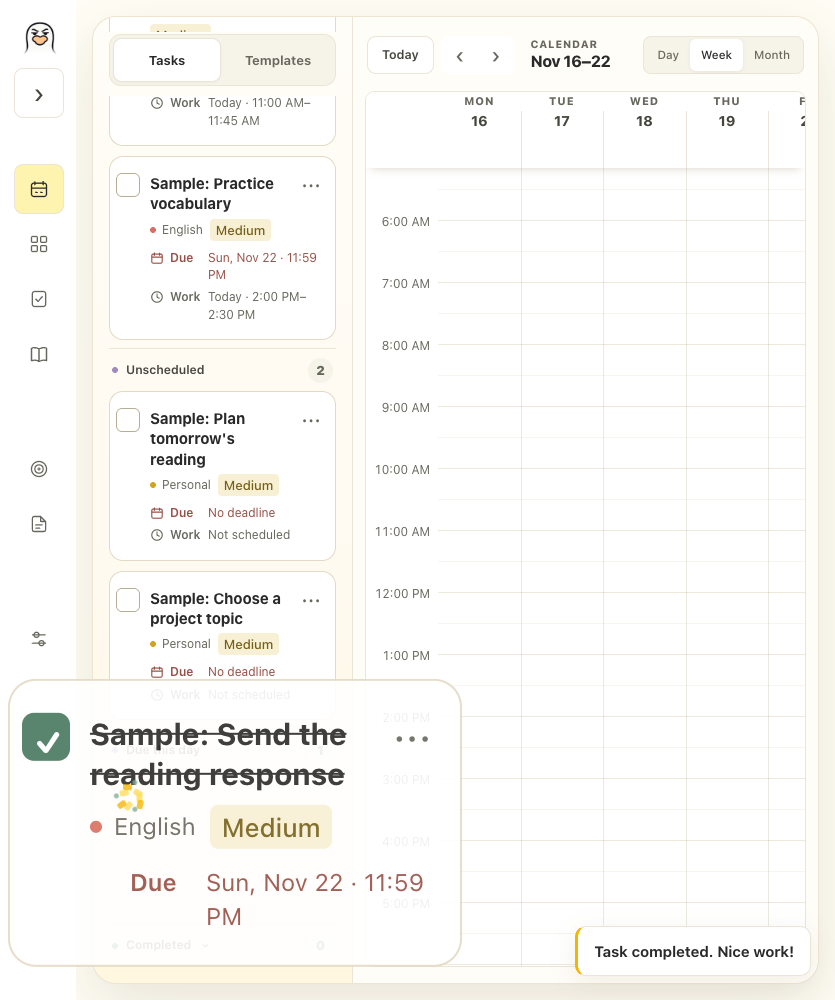 Medium
Tasks
Templates
Work Today · 11:00 AM–
11:45 AM
Sample: Practice
vocabulary
English Medium
Due Sun, Nov 22 · 11:59
PM
Work Today · 2:00 PM–
2:30 PM
Unscheduled 2
Sample: Plan
tomorrow's
reading
Personal Medium
Due No deadline
Work Not scheduled
Sample: Choose a
project topic
Personal Medium
Due No deadline
Work Not scheduled
Sample: Send the
reading response
English Medium
Due Sun, Nov 22 · 11:59
PM
Completed 0
Today
CALENDAR
Nov 16–22
Day Week Month
MON
16
TUE
17
WED
18
THU
19
6:00 AM
7:00 AM
8:00 AM
9:00 AM
10:00 AM
11:00 AM
12:00 PM
1:00 PM
2:00 PM
3:00 PM
4:00 PM
5:00 PM
Task completed. Nice work!